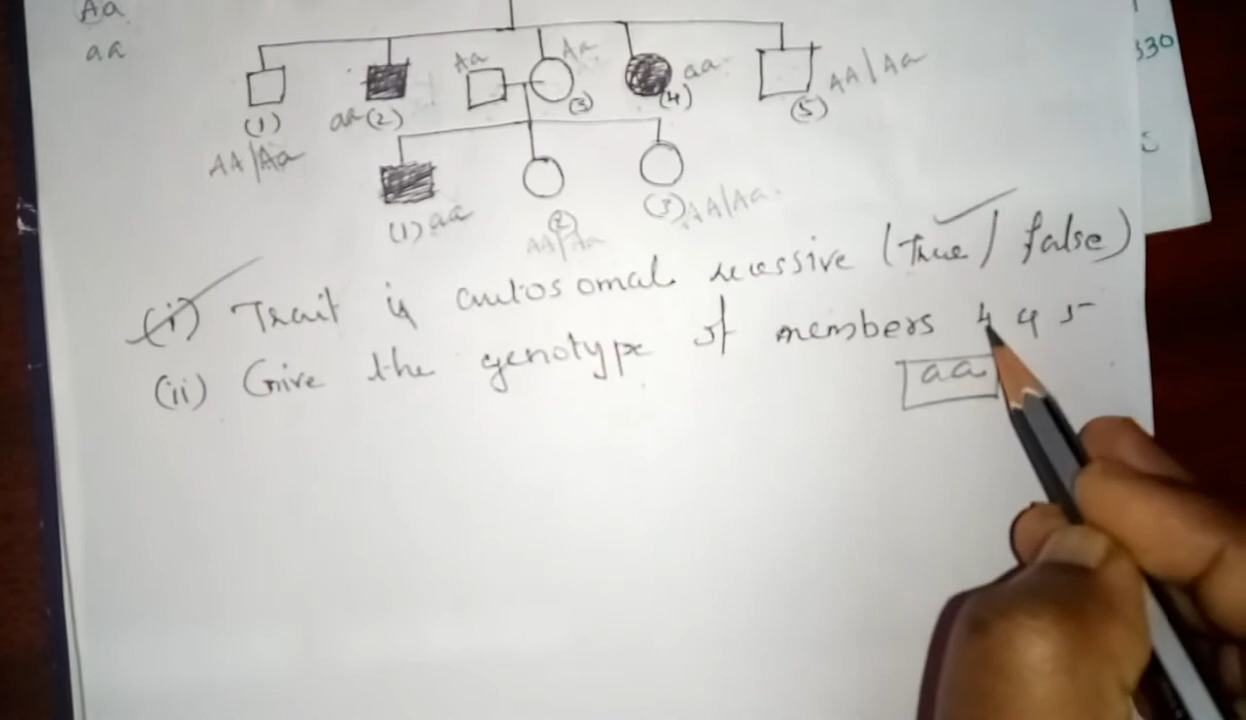 Aa
aa
Aa
Aa
aa
330
AA/Aa
(1)
aa(2)
(3)
(4)
(5)
AA/Aa
(1)aa
(2)
(3)AA/Aa
AA/Aa
(i) Trait is autosomal recessive (True / false)
(ii) Give the genotype of members 4 & 5
aa